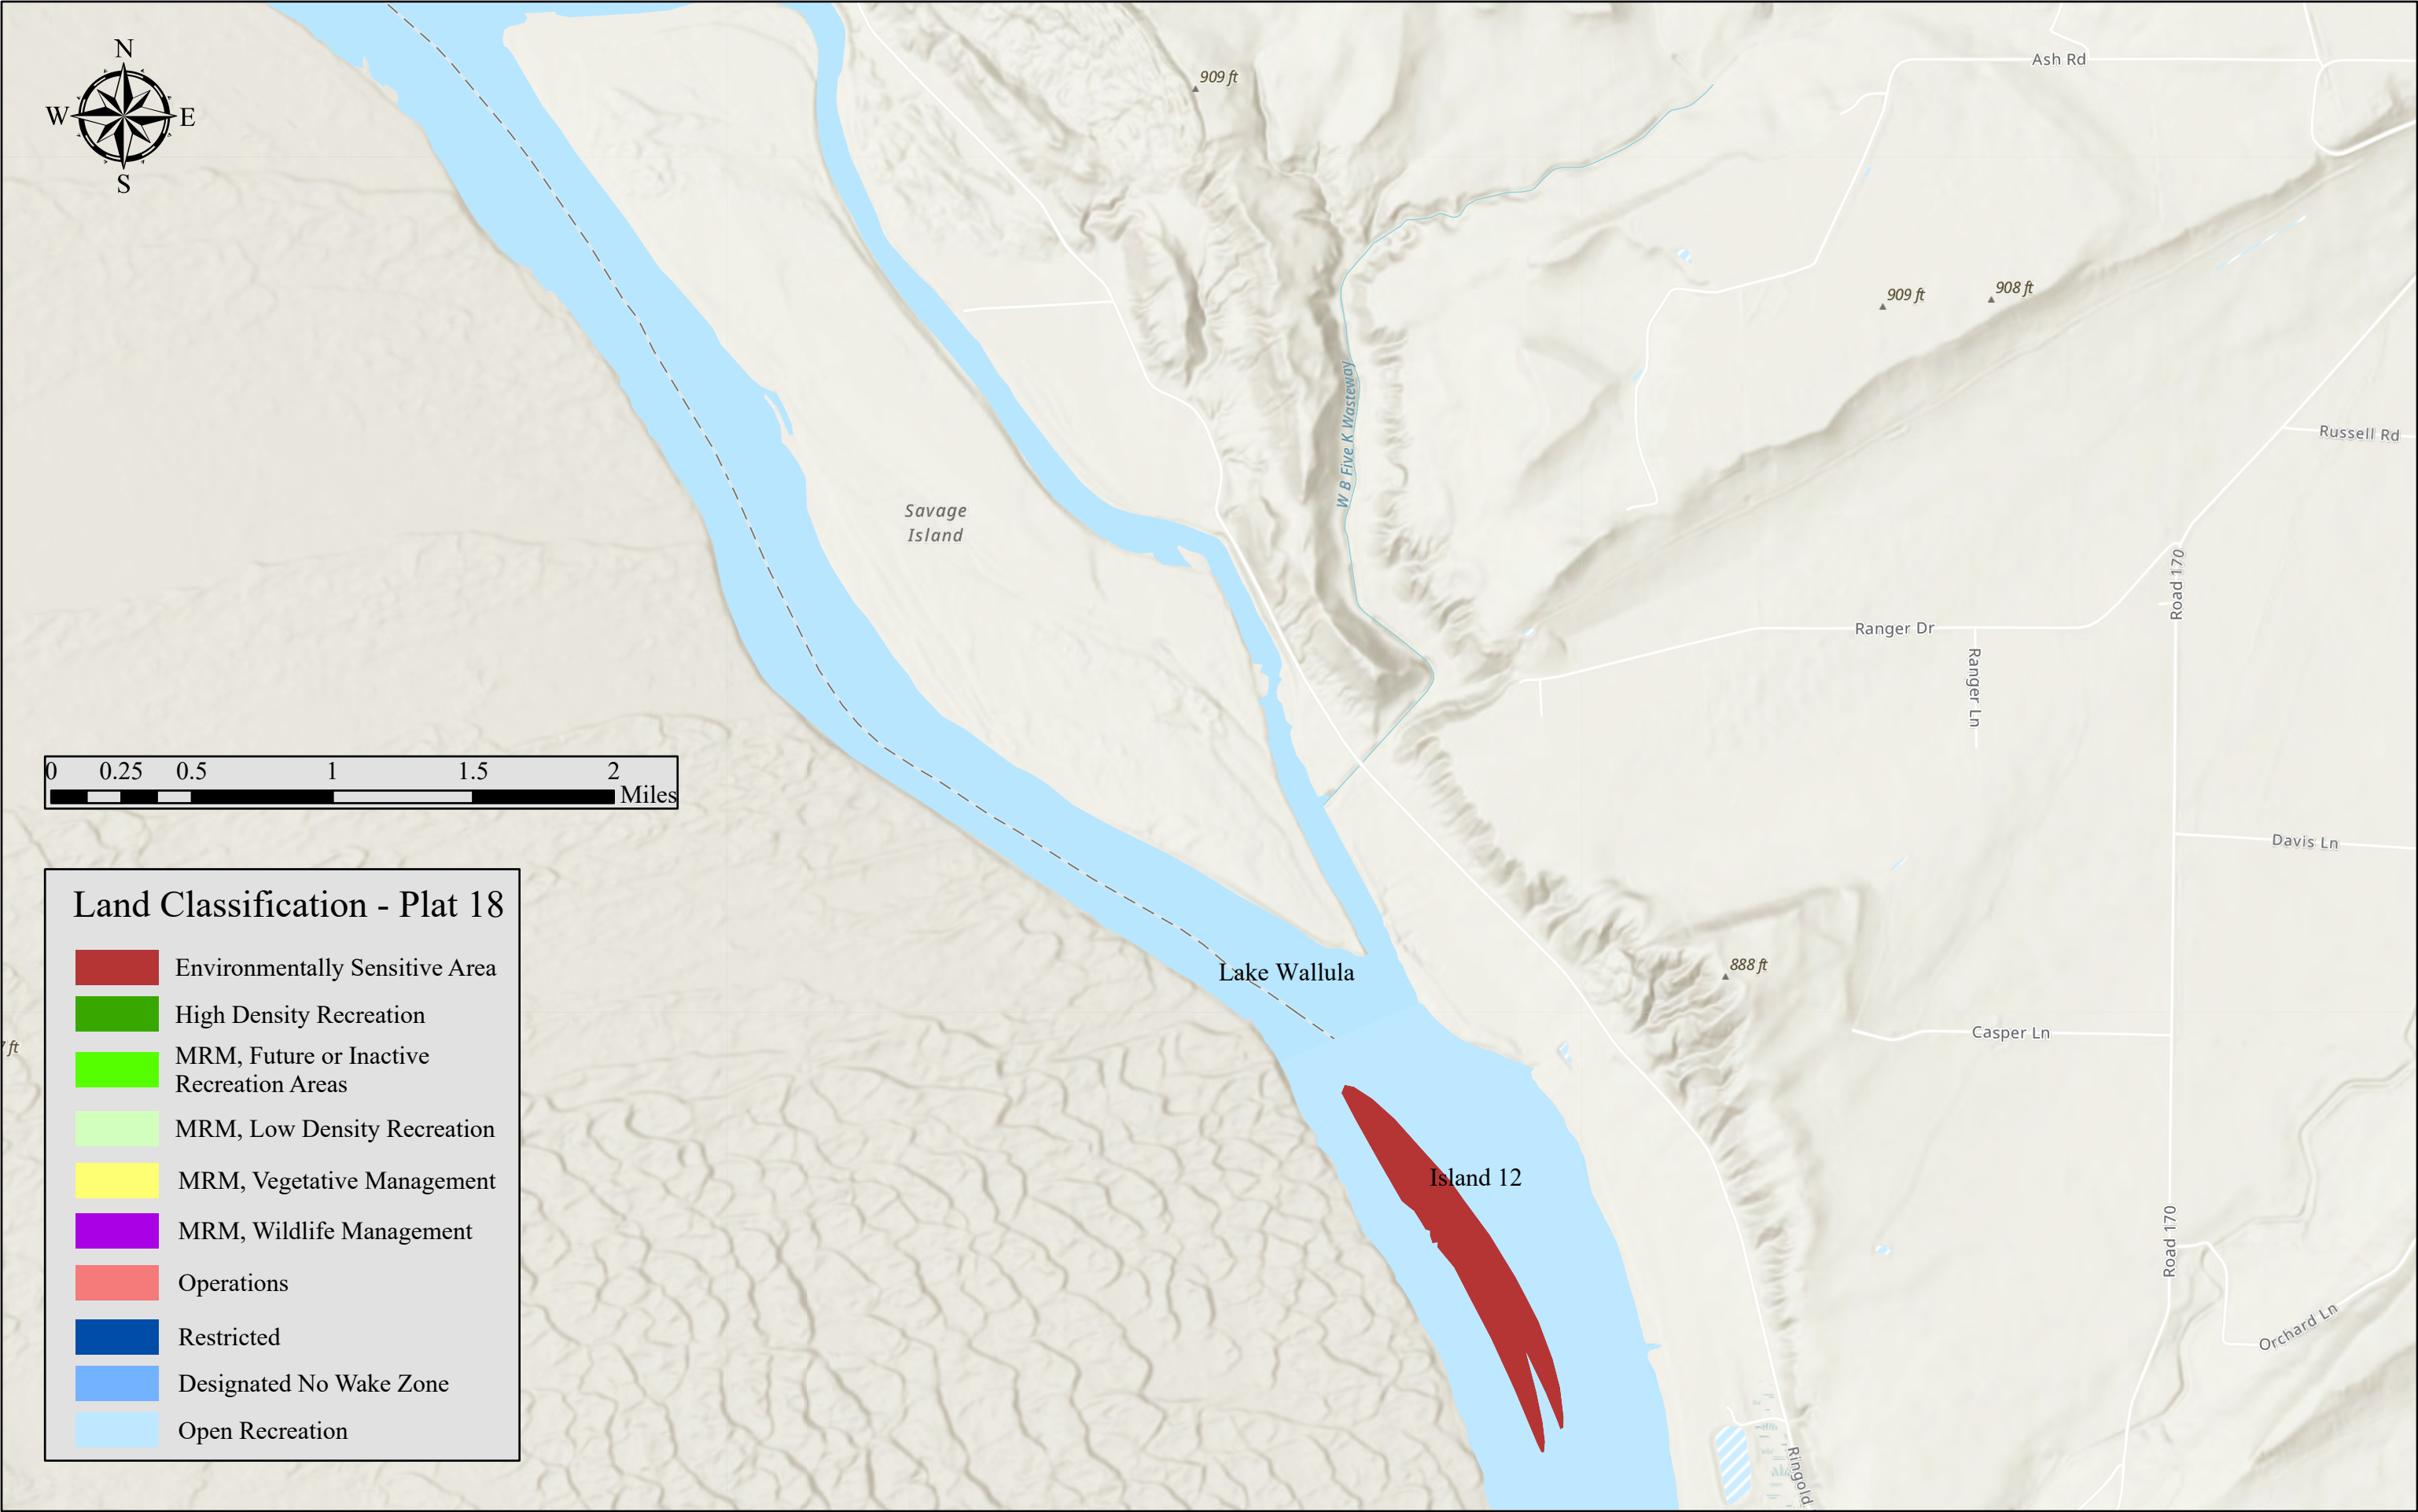 N
W E
S
909 ft
Ash Rd
909 ft
908 ft
W B Five K Wasteway
Russell Rd
Savage
Island
Road 170
Ranger Dr
Ranger Ln
0 0.25 0.5 1 1.5 2
Miles
Davis Ln
Land Classification - Plat 18
Environmentally Sensitive Area
High Density Recreation
MRM, Future or Inactive
Recreation Areas
MRM, Low Density Recreation
MRM, Vegetative Management
MRM, Wildlife Management
Operations
Restricted
Designated No Wake Zone
Open Recreation
Lake Wallula
888 ft
Casper Ln
7 ft
Island 12
Road 170
Orchard Ln
Ringold